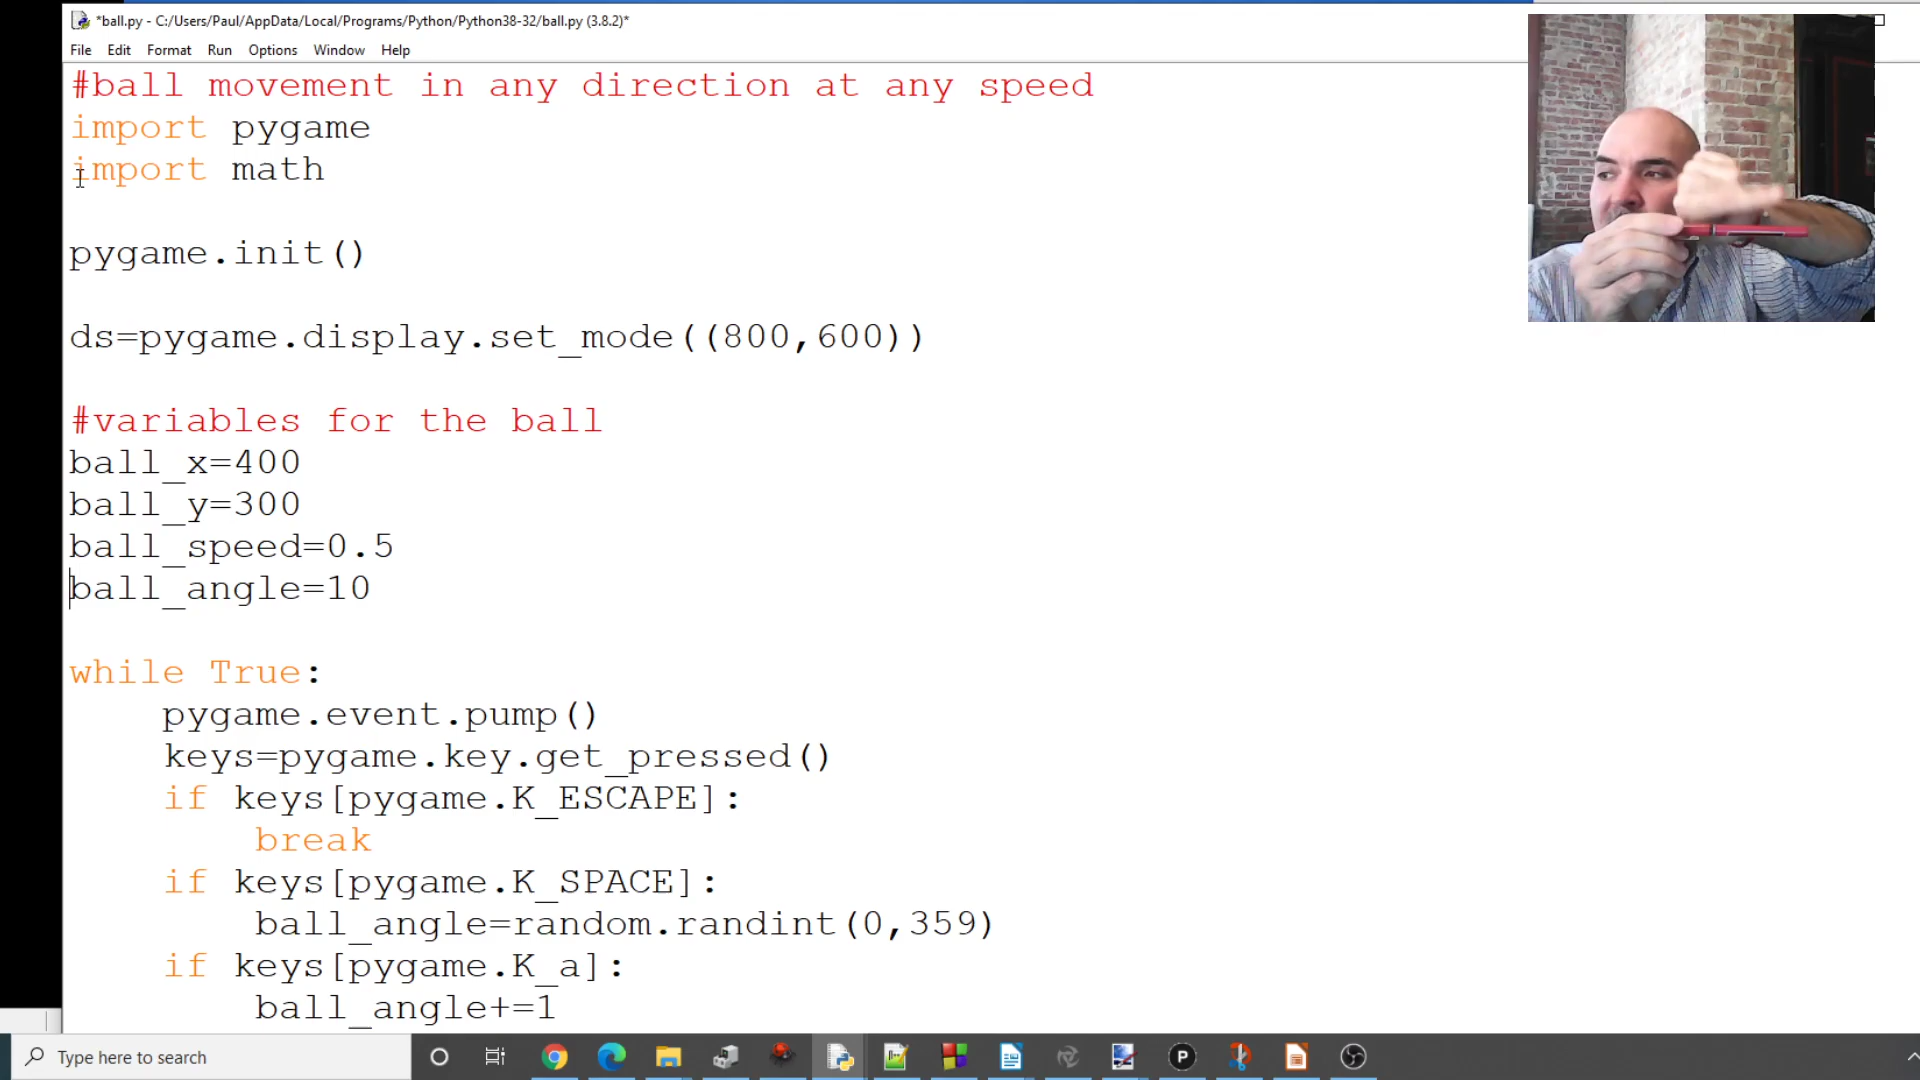 *ball.py - C:/Users/Paul/AppData/Local/Programs/Python/Python38-32/ball.py (3.8.2)*
File Edit Format Run Options Window Help
#ball movement in any direction at any speed
import pygame
import math
pygame.init()
ds=pygame.display.set_mode((800,600))
#variables for the ball
ball_x=400
ball_y=300
ball_speed=0.5
ball_angle=10
while True:
    pygame.event.pump()
    keys=pygame.key.get_pressed()
    if keys[pygame.K_ESCAPE]:
        break
    if keys[pygame.K_SPACE]:
        ball_angle=random.randint(0,359)
    if keys[pygame.K_a]:
        ball_angle+=1
Type here to search
P